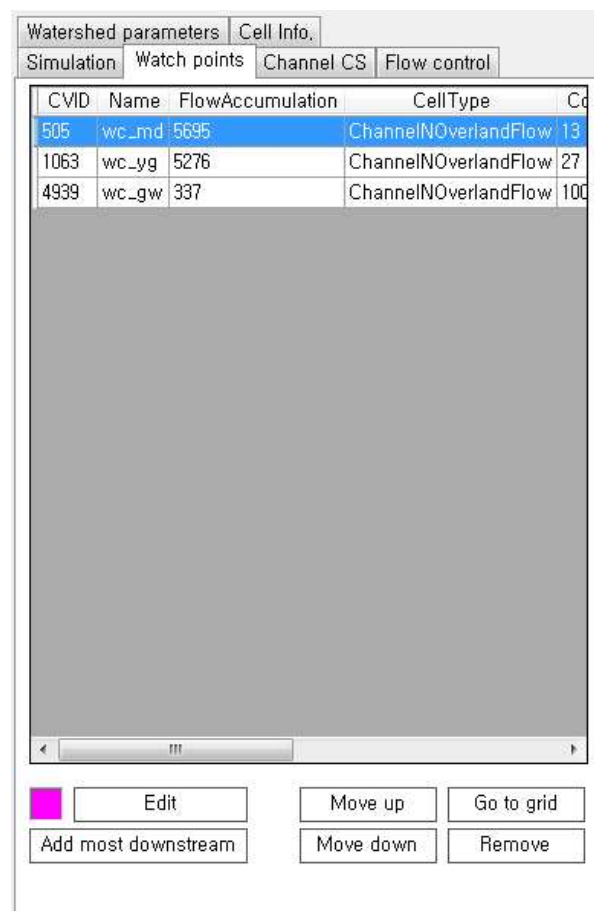 Watershed parameters Cell Info,
Simulation Watch points Channel CS Flow control
CVID Name FlowAccumulation CellType Co
505 wc_md 5695 ChannelNOverlandFlow 13
1063 wc_yg 5276 ChannelNOverlandFlow 27
4939 wc_gw 337 ChannelNOverlandFlow 100
Edit Move up Go to grid
Add most downstream Move down Remove